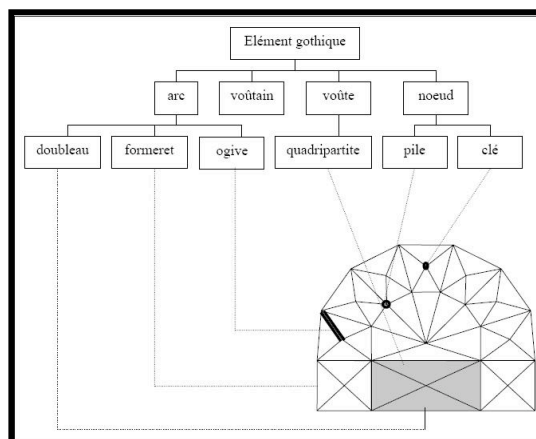 Elément gothique
arc
voûtain
voûte
noeud
doubleau
formeret
ogive
quadripartite
pile
clé